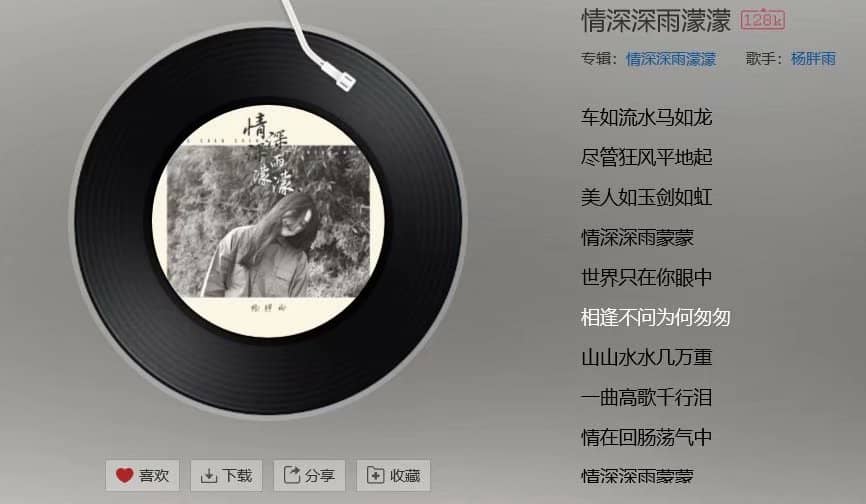 情深深雨濛濛 128k
专辑：情深深雨濛濛 歌手：杨胖雨
车如流水马如龙
尽管狂风平地起
美人如玉剑如虹
情深深雨蒙蒙
世界只在你眼中
相逢不问为何匆匆
山山水水几万重
一曲高歌千行泪
情在回肠荡气中
情深深雨蒙蒙
情深深雨濛濛
杨胖雨
喜欢 下载 分享 收藏